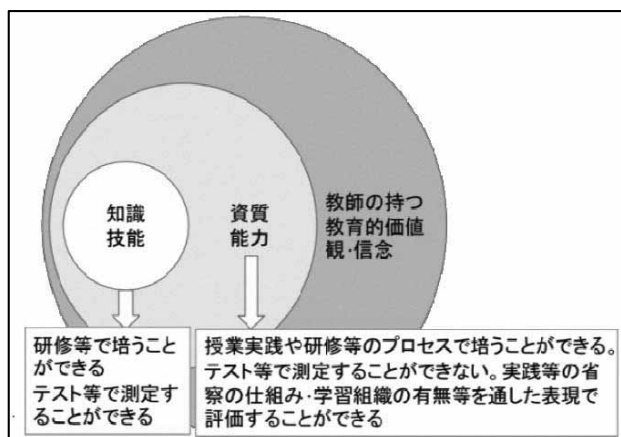 知識
技能
資質
能力
教師の持つ
教育的価値
観・信念
研修等で培うこと
ができる
テスト等で測定す
ることができる
授業実践や研修等のプロセスで培うことができる。
テスト等で測定することができない。実践等の省
察の仕組み・学習組織の有無等を通した表現で
評価することができる